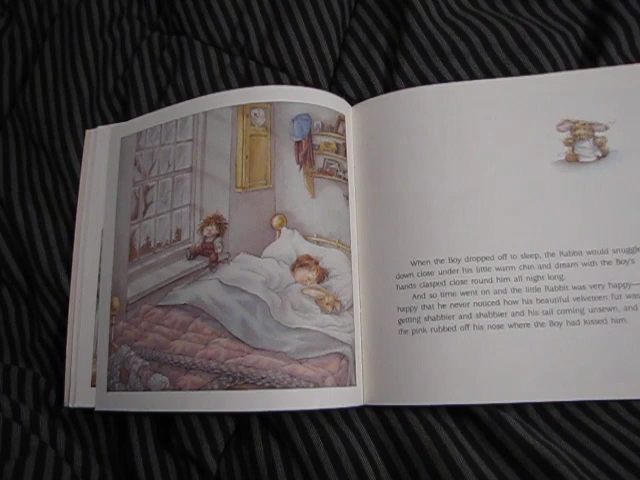 When the Boy dropped off to sleep, the Rabbit would snuggle
down close under his little warm chin and dream with the Boy's
hands clasped close round him all night long.
And so time went on and the little Rabbit was very happy—
happy that he never noticed how his beautiful velveteen fur was
getting shabbier and shabbier and his tail coming unsewn, and
the pink rubbed off his nose where the Boy had kissed him.